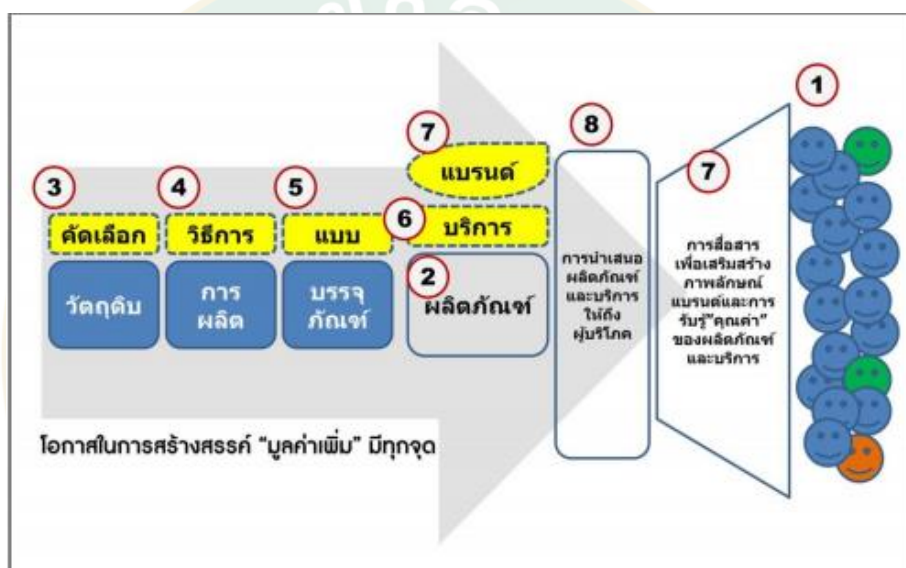 1
7
8
แบรนด์
3
4
5
6
คัดเลือก
วิธีการ
แบบ
บริการ
7
วัตถุดิบ
การ
ผลิต
บรรจุ
ภัณฑ์
2
ผลิตภัณฑ์
การนำเสนอ
ผลิตภัณฑ์
และบริการ
ให้ถึง
ผู้บริโภค
การสื่อสาร
เพื่อเสริมสร้าง
ภาพลักษณ์
แบรนด์และการ
รับรู้"คุณค่า"
ของผลิตภัณฑ์
และบริการ
โอกาสในการสร้างสรรค์ "มูลค่าเพิ่ม" มีทุกจุด